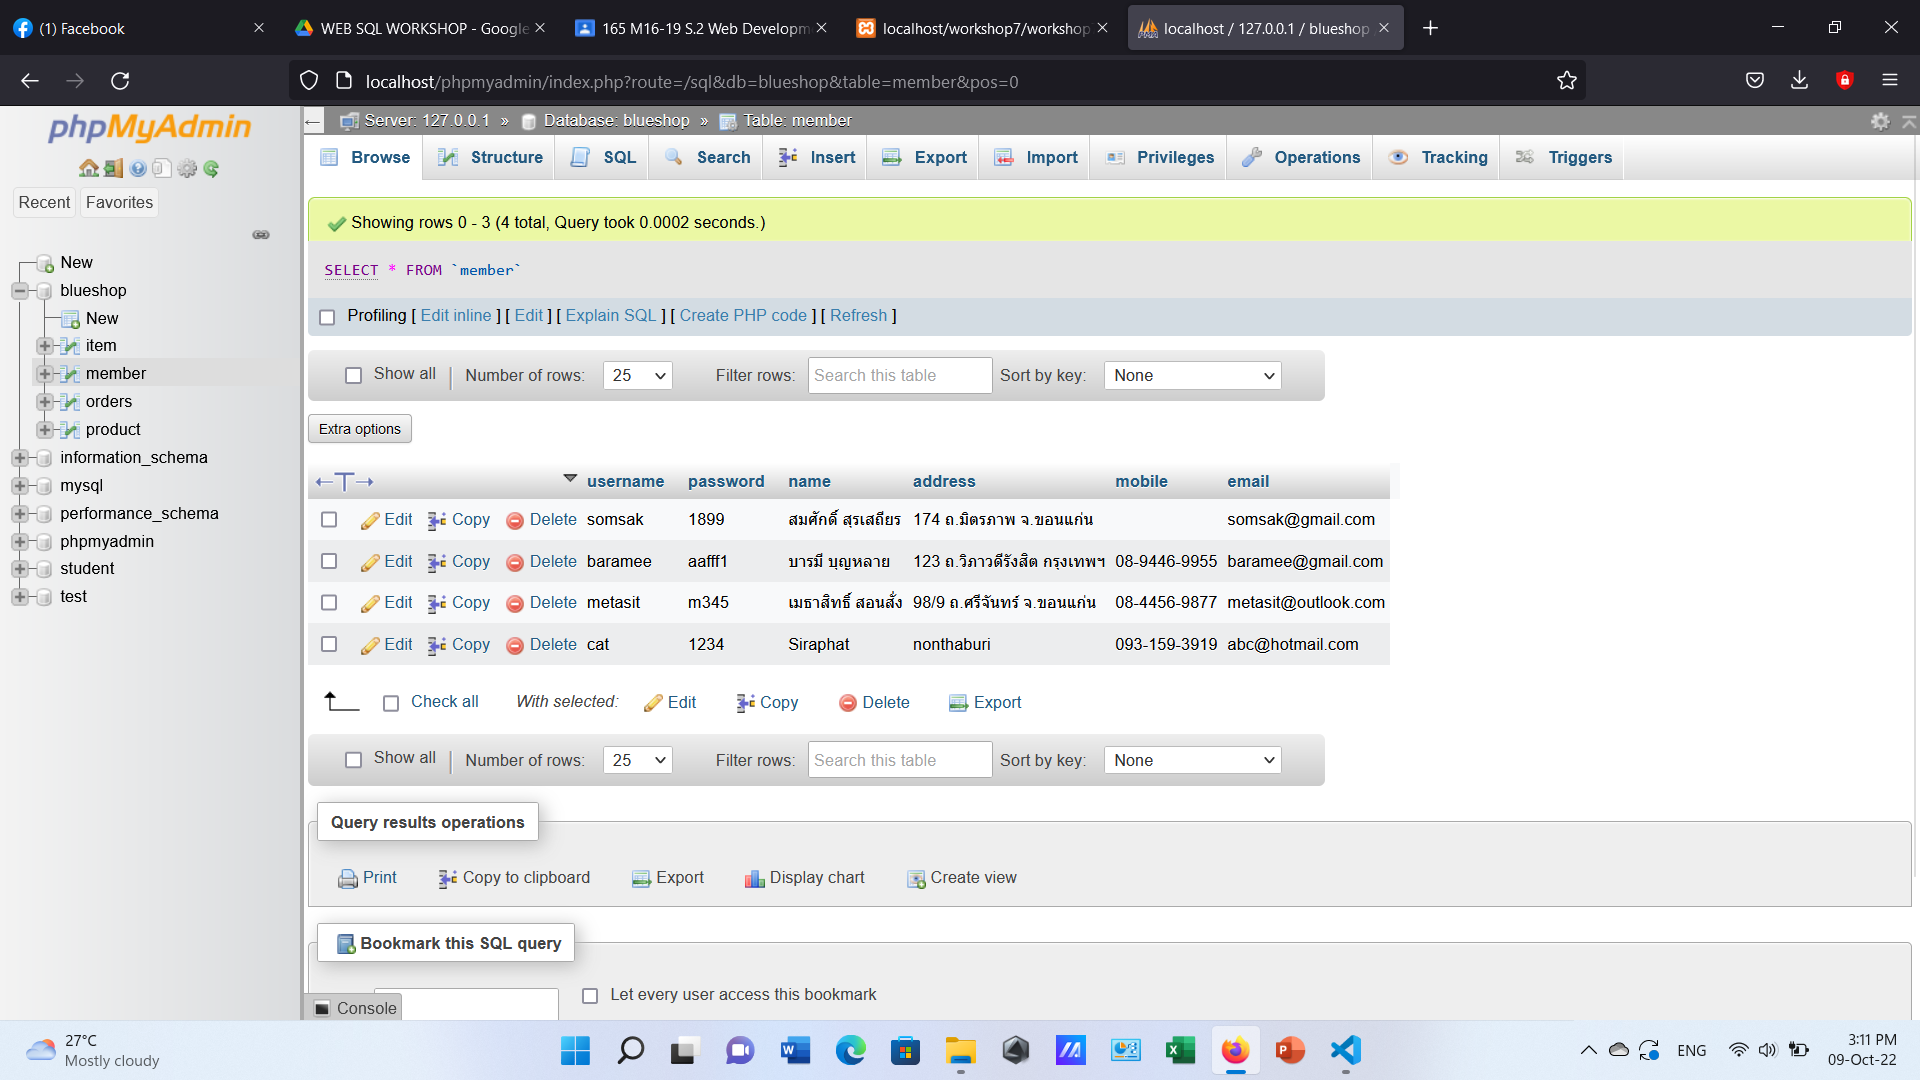 (1) Facebook
WEB SQL WORKSHOP - Google
165 M16-19 S.2 Web Developm
localhost/workshop7/workshop
localhost / 127.0.0.1 / blueshop
localhost/phpmyadmin/index.php?route=/sql&db=blueshop&table=member&pos=0
phpMyAdmin
Recent
Favorites
New
blueshop
New
item
member
orders
product
information_schema
mysql
performance_schema
phpmyadmin
student
test
Server: 127.0.0.1 » Database: blueshop » Table: member
Browse Structure SQL Search Insert Export Import Privileges Operations Tracking Triggers
Showing rows 0 - 3 (4 total, Query took 0.0002 seconds.)
SELECT * FROM `member`
Profiling [ Edit inline ] [ Edit ] [ Explain SQL ] [ Create PHP code ] [ Refresh ]
Show all | Number of rows: 25 Filter rows: Search this table Sort by key: None
Extra options
username password name address mobile email
Edit Copy Delete somsak 1899 สมศักดิ์ สุรเสถียร 174 ถ.มิตรภาพ จ.ขอนแก่น somsak@gmail.com
Edit Copy Delete baramee aafff1 บารมี บุญหลาย 123 ถ.วิภาวดีรังสิต กรุงเทพฯ 08-9446-9955 baramee@gmail.com
Edit Copy Delete metasit m345 เมธาสิทธิ์ สอนสั่ง 98/9 ถ.ศรีจันทร์ จ.ขอนแก่น 08-4456-9877 metasit@outlook.com
Edit Copy Delete cat 1234 Siraphat nonthaburi 093-159-3919 abc@hotmail.com
Check all With selected: Edit Copy Delete Export
Show all | Number of rows: 25 Filter rows: Search this table Sort by key: None
Query results operations
Print Copy to clipboard Export Display chart Create view
Bookmark this SQL query
Let every user access this bookmark
Console
27°C
Mostly cloudy
ENG
3:11 PM
09-Oct-22